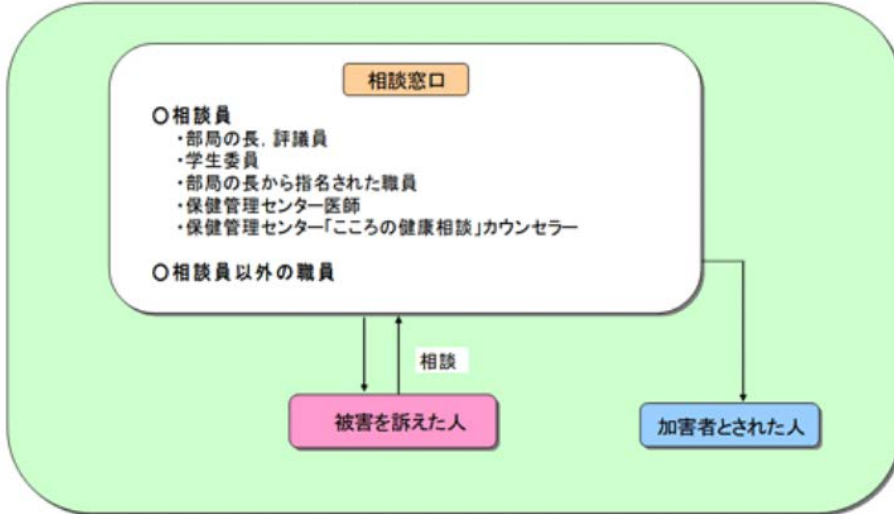 相談窓口
○相談員
・部局の長，評議員
・学生委員
・部局の長から指名された職員
・保健管理センター医師
・保健管理センター「こころの健康相談」カウンセラー
○相談員以外の職員
相談
被害を訴えた人
加害者とされた人